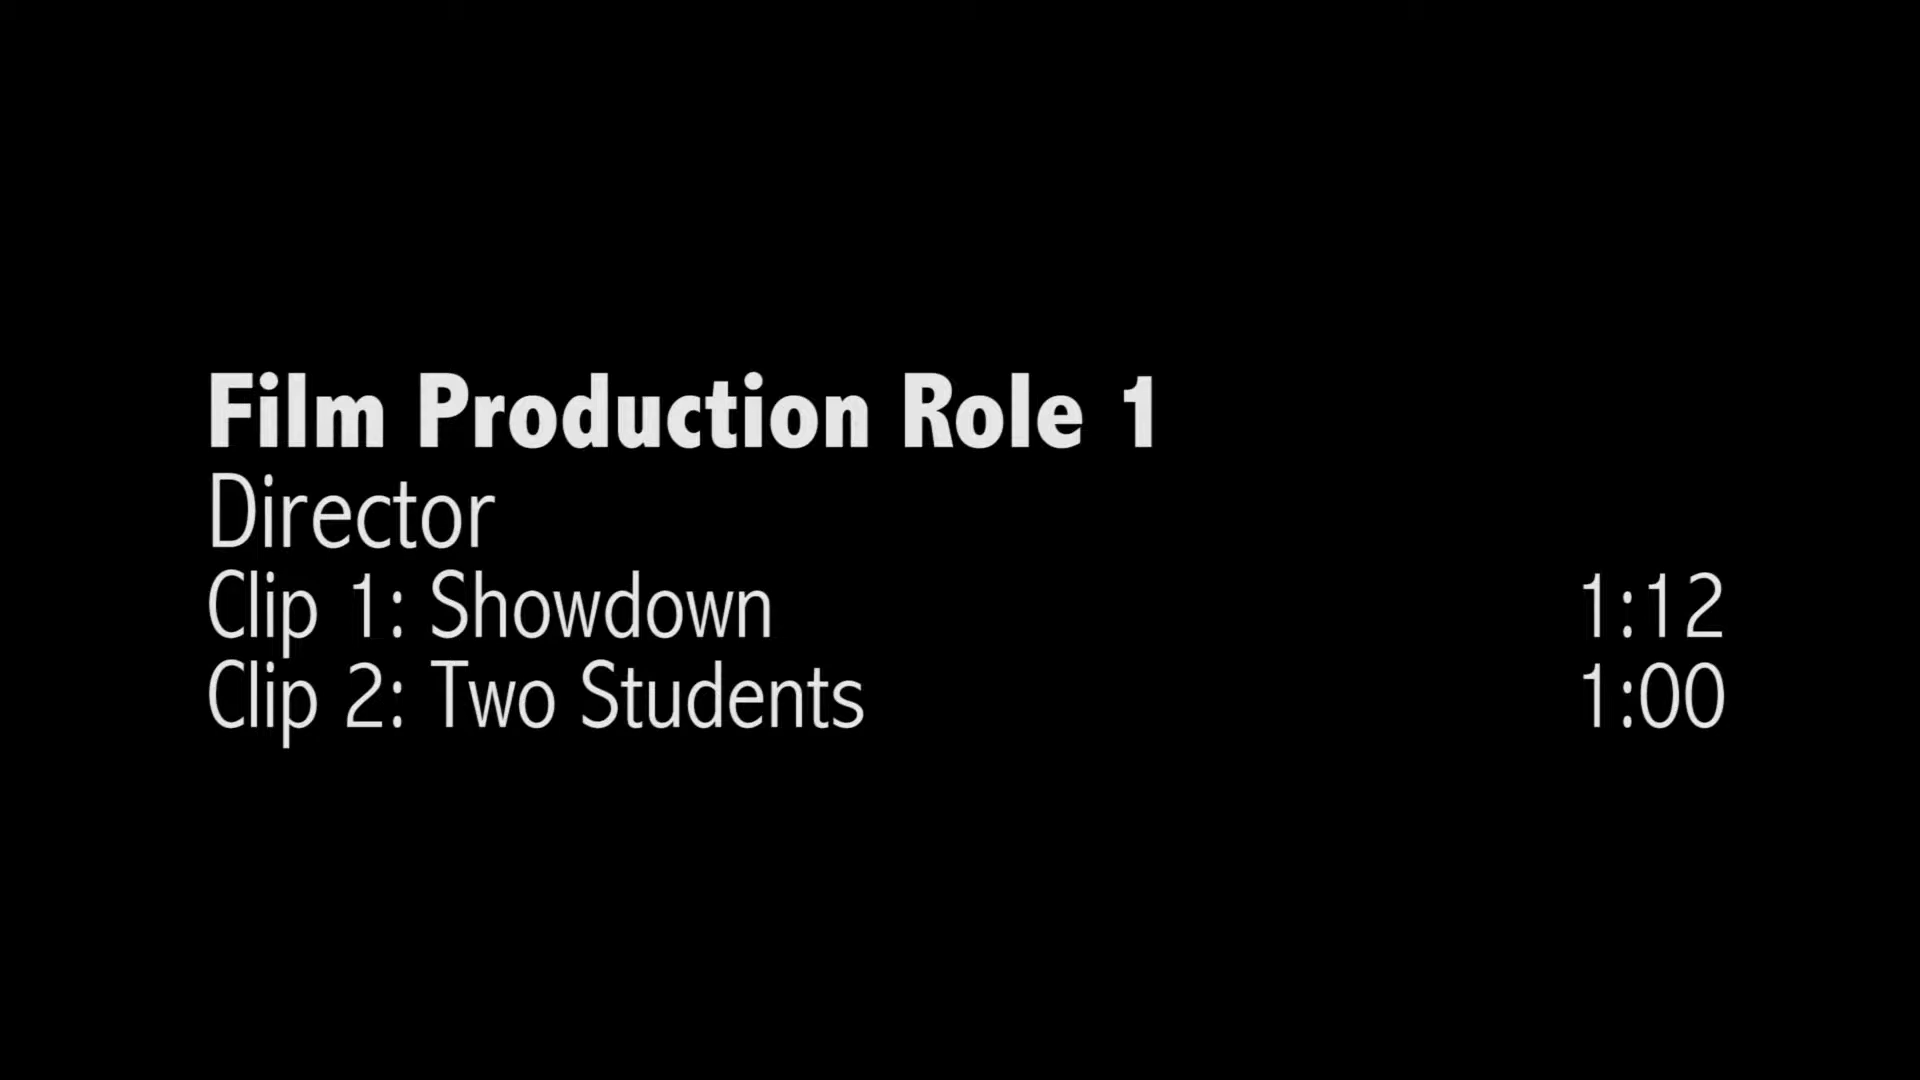 Film Production Role 1
Director
Clip 1: Showdown 1:12
Clip 2: Two Students 1:00